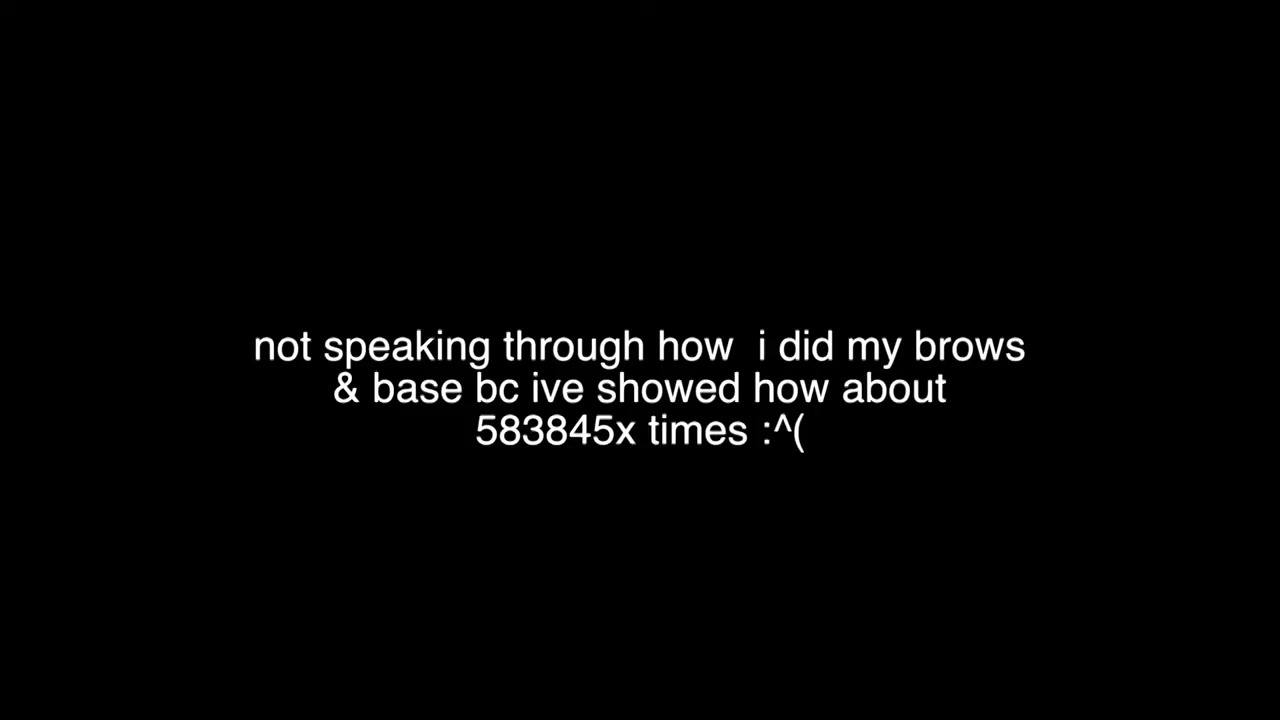 not speaking through how  i did my brows
& base bc ive showed how about
583845x times :^(